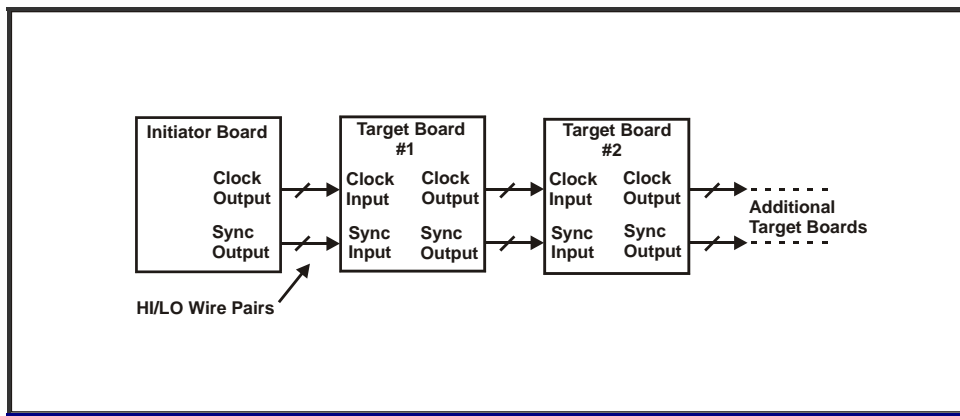 Initiator Board
Clock
Output
Sync
Output
Target Board
#1
Clock
Input
Clock
Output
Sync
Input
Sync
Output
Target Board
#2
Clock
Input
Clock
Output
Sync
Input
Sync
Output
Additional
Target Boards
HI/LO Wire Pairs